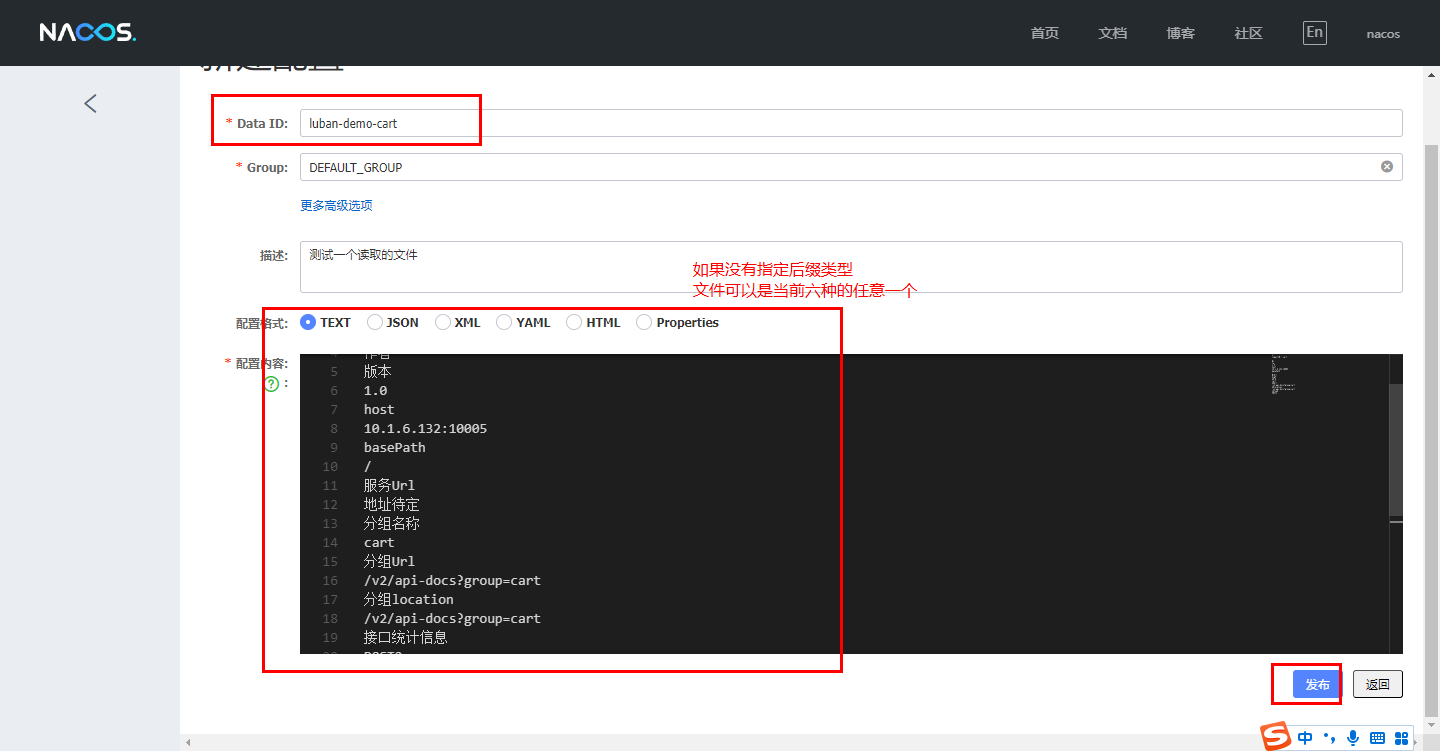 NACOS.
首页 文档 博客 社区 En nacos
新建配置
* Data ID: luban-demo-cart
* Group: DEFAULT_GROUP
更多高级选项
描述: 测试一个读取的文件
如果没有指定后缀类型
文件可以是当前六种的任意一个
配置格式: TEXT JSON XML YAML HTML Properties
* 配置内容:
? :
5 版本
6 1.0
7 host
8 10.1.6.132:10005
9 basePath
10 /
11 服务Url
12 地址待定
13 分组名称
14 cart
15 分组Url
16 /v2/api-docs?group=cart
17 分组location
18 /v2/api-docs?group=cart
19 接口统计信息
发布 返回
S 中